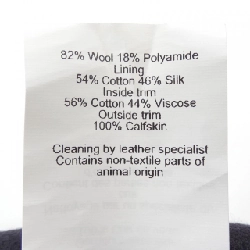 82% Wool 18% Polyamide
Lining
54% Cotton 46% Silk
Inside trim
56% Cotton 44% Viscose
Outside trim
100% Calfskin
Cleaning by leather specialist
Contains non-textile parts of
animal origin